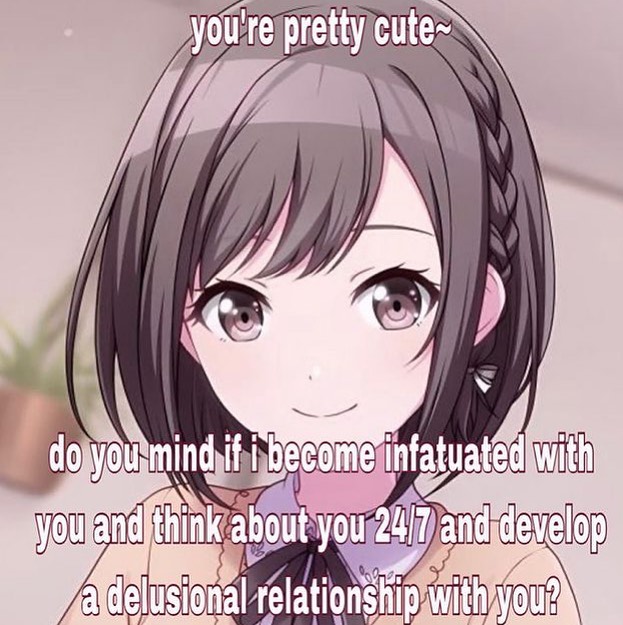 you're pretty cute~
do you mind if i become infatuated with
you and think about you 24/7 and develop
a delusional relationship with you?